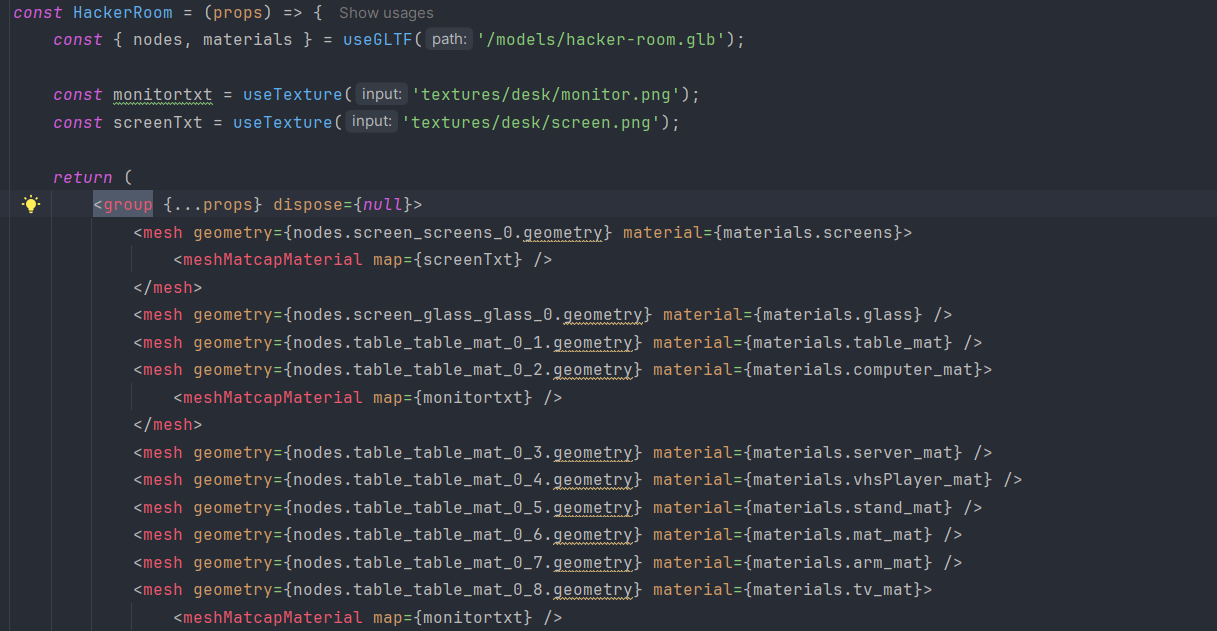 const HackerRoom = (props) => { Show usages
    const { nodes, materials } = useGLTF( path: '/models/hacker-room.glb');
    const monitortxt = useTexture( input: 'textures/desk/monitor.png');
    const screenTxt = useTexture( input: 'textures/desk/screen.png');
    return (
        <group {...props} dispose={null}>
            <mesh geometry={nodes.screen_screens_0.geometry} material={materials.screens}>
                <meshMatcapMaterial map={screenTxt} />
            </mesh>
            <mesh geometry={nodes.screen_glass_glass_0.geometry} material={materials.glass} />
            <mesh geometry={nodes.table_table_mat_0_1.geometry} material={materials.table_mat} />
            <mesh geometry={nodes.table_table_mat_0_2.geometry} material={materials.computer_mat}>
                <meshMatcapMaterial map={monitortxt} />
            </mesh>
            <mesh geometry={nodes.table_table_mat_0_3.geometry} material={materials.server_mat} />
            <mesh geometry={nodes.table_table_mat_0_4.geometry} material={materials.vhsPlayer_mat} />
            <mesh geometry={nodes.table_table_mat_0_5.geometry} material={materials.stand_mat} />
            <mesh geometry={nodes.table_table_mat_0_6.geometry} material={materials.mat_mat} />
            <mesh geometry={nodes.table_table_mat_0_7.geometry} material={materials.arm_mat} />
            <mesh geometry={nodes.table_table_mat_0_8.geometry} material={materials.tv_mat}>
                <meshMatcapMaterial map={monitortxt} />